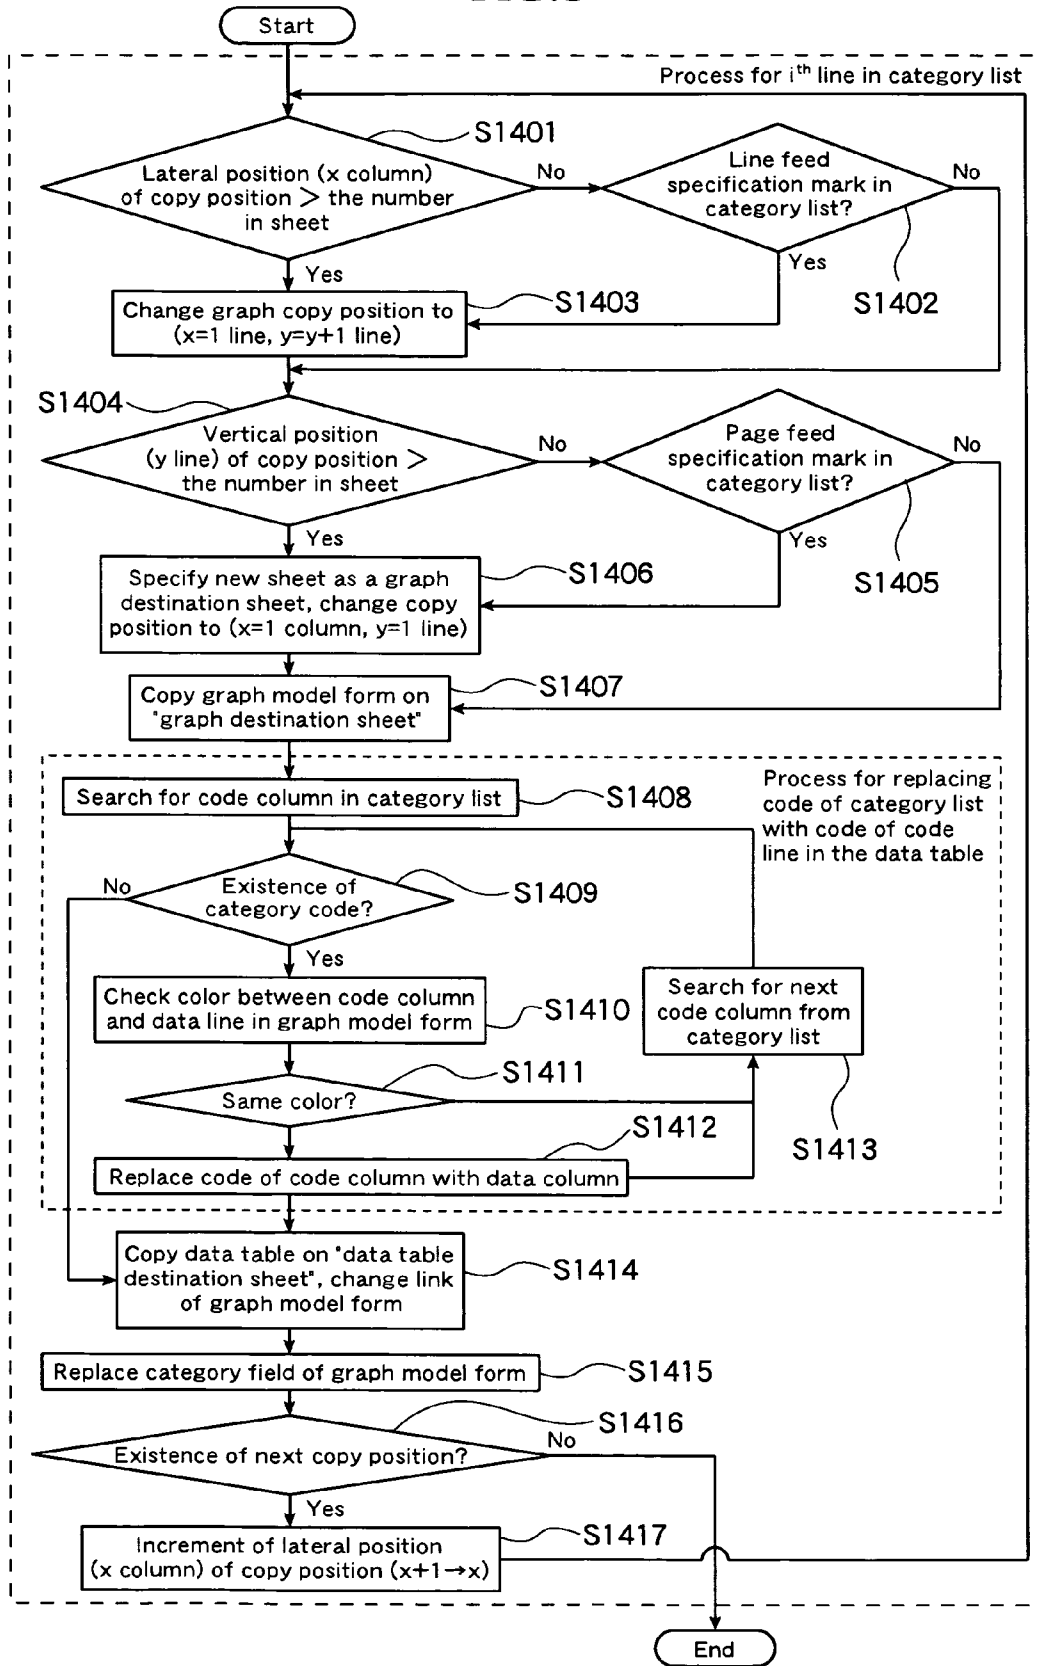 Start
Process for ith line in category list
S1401
Lateral position (x column)
of copy position > the number
in sheet
No
Line feed
specification mark in
category list?
No
Yes
Yes
S1402
Change graph copy position to
(x=1 line, y=y+1 line)
S1403
S1404
Vertical position
(y line) of copy position >
the number in sheet
No
Page feed
specification mark in
category list?
No
Yes
Yes
S1405
Specify new sheet as a graph
destination sheet, change copy
position to (x=1 column, y=1 line)
S1406
Copy graph model form on
"graph destination sheet"
S1407
Process for replacing
code of category list
with code of code
line in the data table
Search for code column in category list
S1408
No
Existence of
category code?
S1409
Yes
Check color between code column
and data line in graph model form
S1410
Search for next
code column from
category list
S1411
Same color?
S1412
S1413
Replace code of code column with data column
Copy data table on "data table
destination sheet", change link
of graph model form
S1414
Replace category field of graph model form
S1415
S1416
Existence of next copy position?
No
Yes
Increment of lateral position
(x column) of copy position (x+1→x)
S1417
End